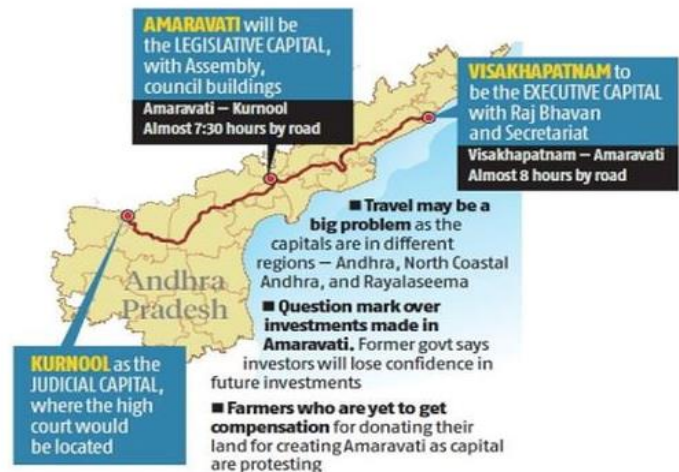 AMARAVATI will be
the LEGISLATIVE CAPITAL,
with Assembly,
council buildings
Amaravati — Kurnool
Almost 7:30 hours by road
VISAKHAPATNAM to
be the EXECUTIVE CAPITAL
with Raj Bhavan
and Secretariat
Visakhapatnam — Amaravati
Almost 8 hours by road
Andhra
Pradesh
KURNOOL as the
JUDICIAL CAPITAL,
where the high
court would
be located
■ Travel may be a
big problem as the
capitals are in different
regions — Andhra, North Coastal
Andhra, and Rayalaseema
■ Question mark over
investments made in
Amaravati. Former govt says
investors will lose confidence in
future investments
■ Farmers who are yet to get
compensation for donating their
land for creating Amaravati as capital
are protesting